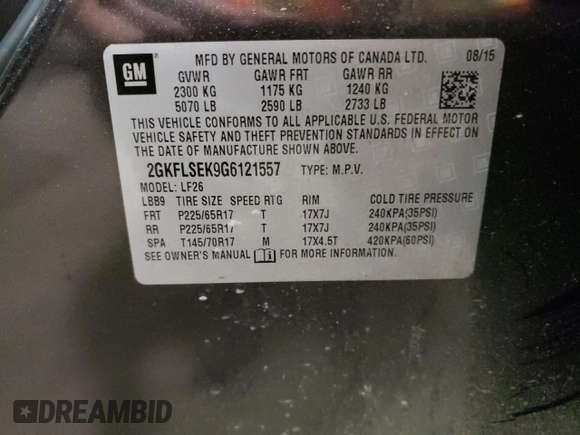 GM
MFD BY GENERAL MOTORS OF CANADA LTD. 08/15
GVWR GAWR FRT GAWR RR
2300 KG 1175 KG 1240 KG
5070 LB 2590 LB 2733 LB
THIS VEHICLE CONFORMS TO ALL APPLICABLE U.S. FEDERAL MOTOR
VEHICLE SAFETY AND THEFT PREVENTION STANDARDS IN EFFECT ON
THE DATE OF MANUFACTURE SHOWN ABOVE.
2GKFLSEK9G6121557 TYPE: M.P.V.
MODEL: LF26
LBB9 TIRE SIZE SPEED RTG RIM COLD TIRE PRESSURE
FRT P225/65R17 T 17X7J 240KPA(35PSI)
RR P225/65R17 T 17X7J 240KPA(35PSI)
SPA T145/70R17 M 17X4.5T 420KPA(60PSI)
SEE OWNER'S MANUAL FOR MORE INFORMATION.
DREAMBID